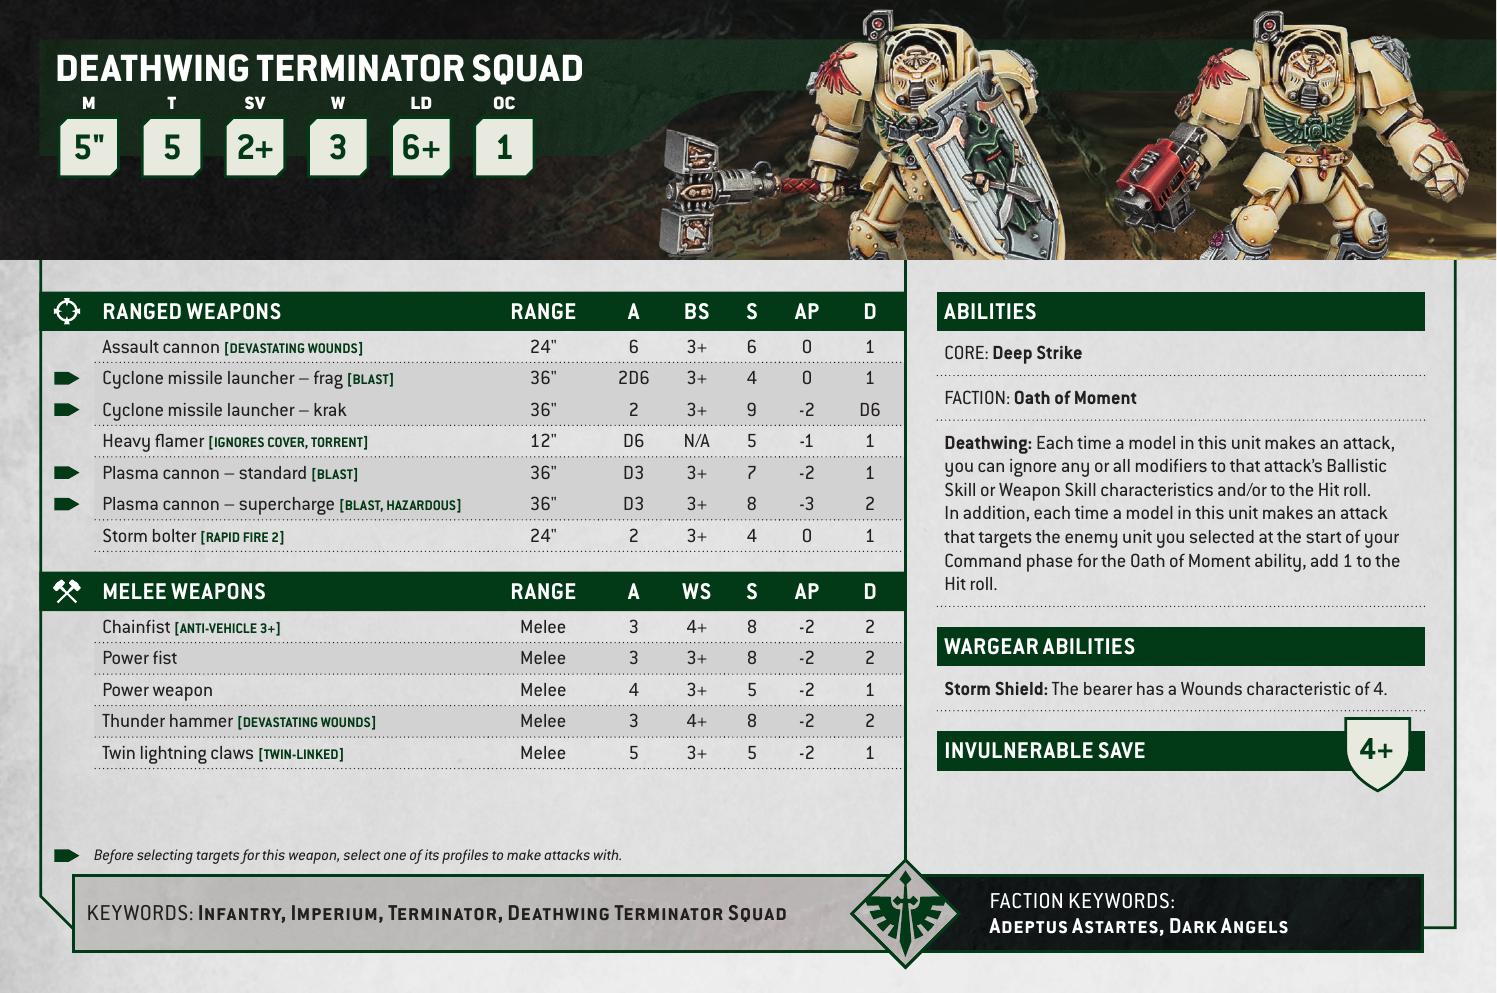 DEATHWING TERMINATOR SQUAD
M T SV W LD OC
5" 5 2+ 3 6+ 1
RANGED WEAPONS RANGE A BS S AP D
Assault cannon [DEVASTATING WOUNDS] 24" 6 3+ 6 0 1
Cyclone missile launcher – frag [BLAST] 36" 2D6 3+ 4 0 1
Cyclone missile launcher – krak 36" 2 3+ 9 -2 D6
Heavy flamer [IGNORES COVER, TORRENT] 12" D6 N/A 5 -1 1
Plasma cannon – standard [BLAST] 36" D3 3+ 7 -2 1
Plasma cannon – supercharge [BLAST, HAZARDOUS] 36" D3 3+ 8 -3 2
Storm bolter [RAPID FIRE 2] 24" 2 3+ 4 0 1
MELEE WEAPONS RANGE A WS S AP D
Chainfist [ANTI-VEHICLE 3+] Melee 3 4+ 8 -2 2
Power fist Melee 3 3+ 8 -2 2
Power weapon Melee 4 3+ 5 -2 1
Thunder hammer [DEVASTATING WOUNDS] Melee 3 4+ 8 -2 2
Twin lightning claws [TWIN-LINKED] Melee 5 3+ 5 -2 1
Before selecting targets for this weapon, select one of its profiles to make attacks with.
ABILITIES
CORE: Deep Strike
FACTION: Oath of Moment
Deathwing: Each time a model in this unit makes an attack,
you can ignore any or all modifiers to that attack's Ballistic
Skill or Weapon Skill characteristics and/or to the Hit roll.
In addition, each time a model in this unit makes an attack
that targets the enemy unit you selected at the start of your
Command phase for the Oath of Moment ability, add 1 to the
Hit roll.
WARGEAR ABILITIES
Storm Shield: The bearer has a Wounds characteristic of 4.
INVULNERABLE SAVE 4+
KEYWORDS: INFANTRY, IMPERIUM, TERMINATOR, DEATHWING TERMINATOR SQUAD
FACTION KEYWORDS:
ADEPTUS ASTARTES, DARK ANGELS